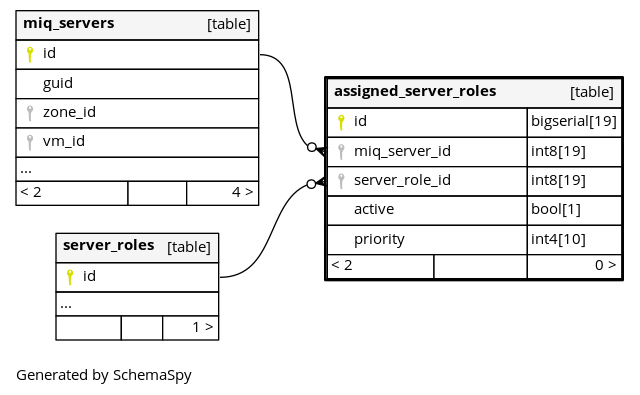 miq_servers [table]
id
guid
zone_id
vm_id
...
< 2 4 >
assigned_server_roles [table]
id bigserial[19]
miq_server_id int8[19]
server_role_id int8[19]
active bool[1]
priority int4[10]
< 2 0 >
server_roles [table]
id
...
1 >
Generated by SchemaSpy